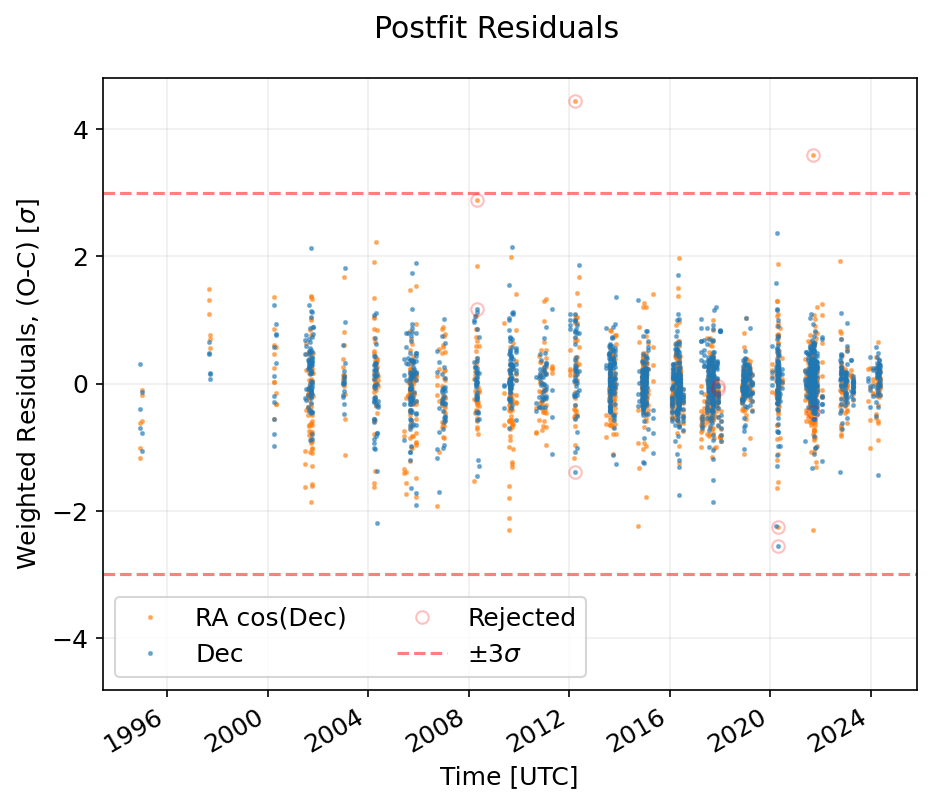 Postfit Residuals
Weighted Residuals, (O-C) [σ]
4
2
0
−2
−4
RA cos(Dec)
Dec
Rejected
±3σ
1996
2000
2004
2008
2012
2016
2020
2024
Time [UTC]